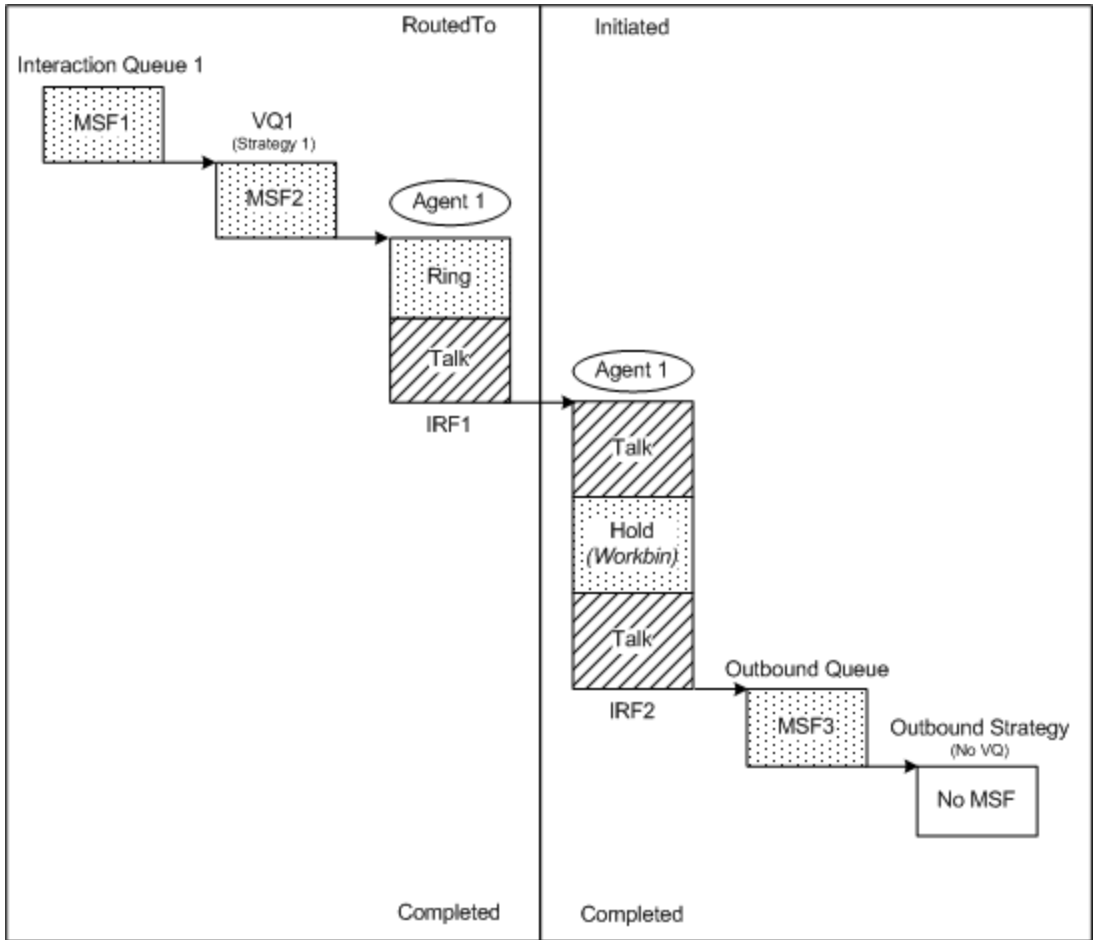 RoutedTo
Initiated
Interaction Queue 1
MSF1
VQ1
(Strategy 1)
MSF2
Agent 1
Ring
Talk
IRF1
Agent 1
Talk
Hold
(Workbin)
Talk
IRF2
Outbound Queue
MSF3
Outbound Strategy
(No VQ)
No MSF
Completed
Completed